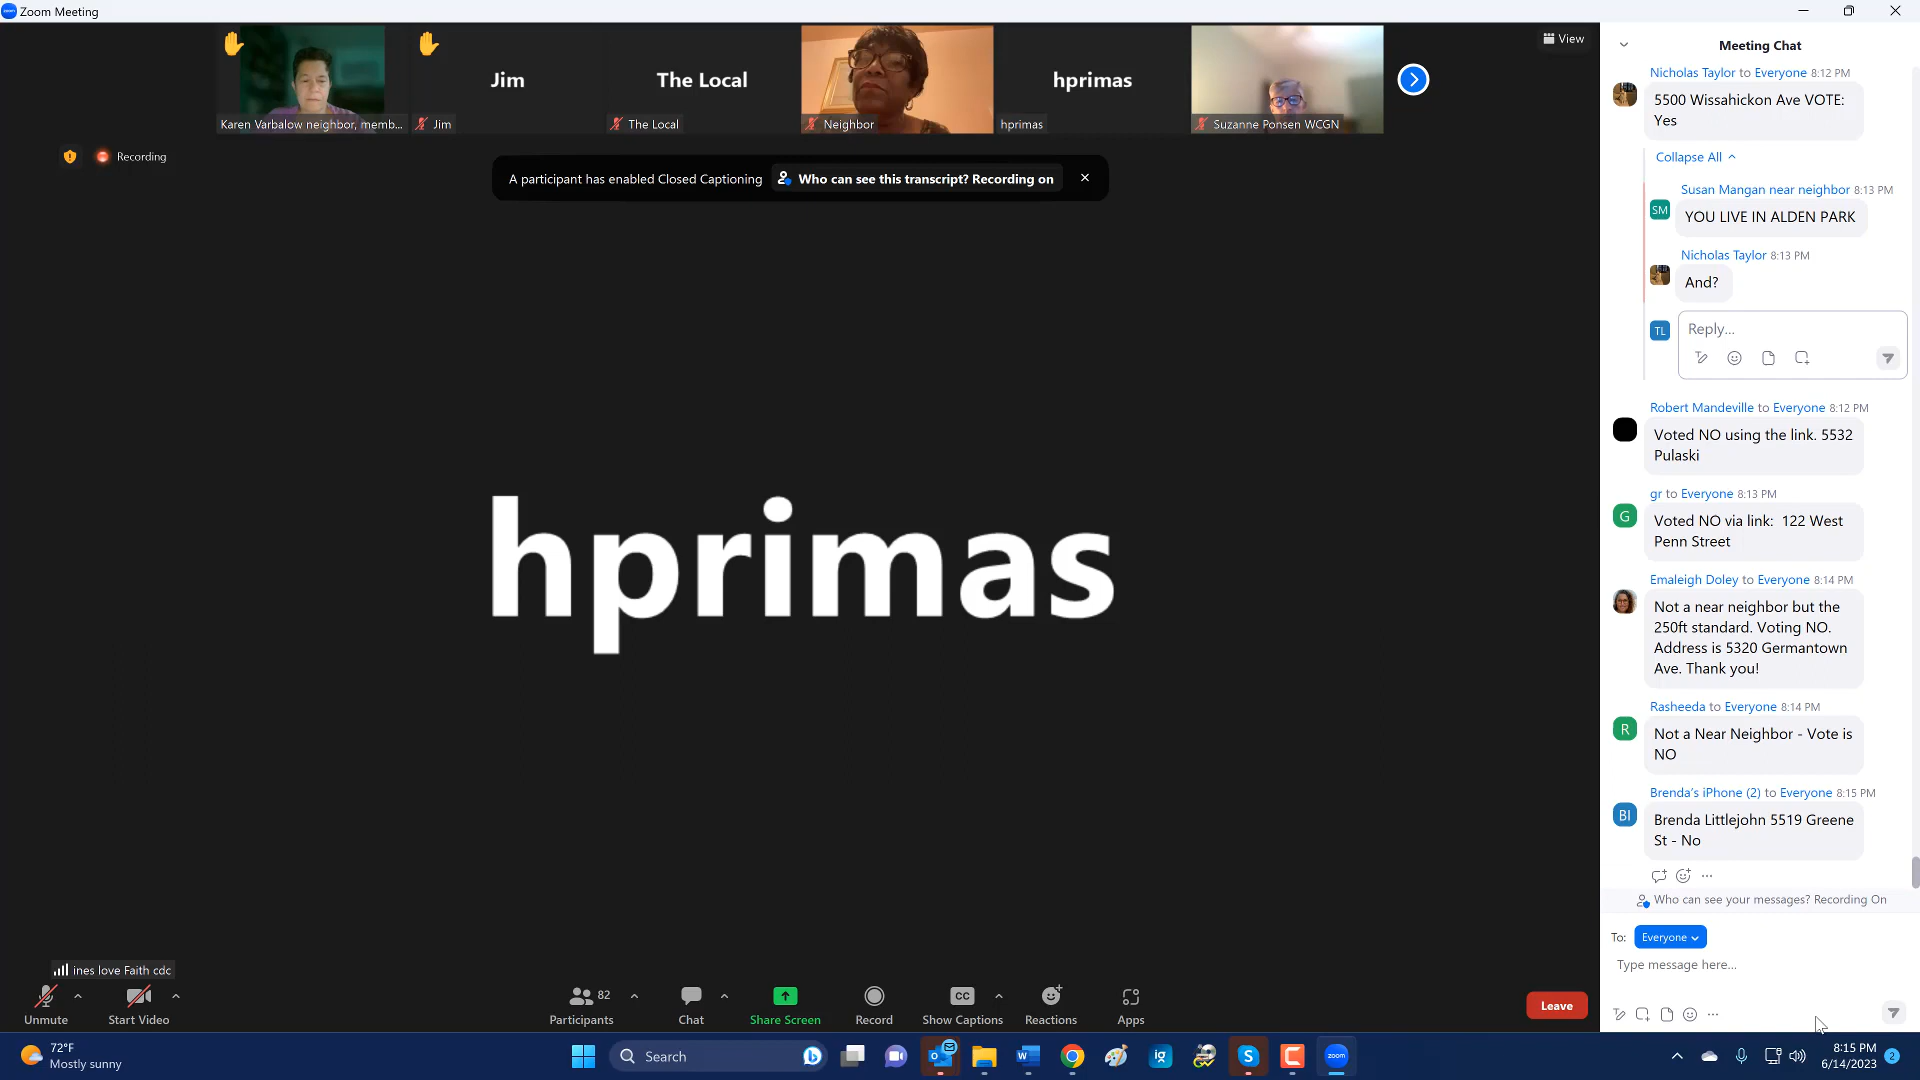 Zoom Meeting
Karen Varbalow neighbor, memb...
Jim
Jim
The Local
The Local
Neighbor
hprimas
hprimas
Suzanne Ponsen WCGN
View
Recording
A participant has enabled Closed Captioning
Who can see this transcript? Recording on
hprimas
ines love Faith cdc
Unmute
Start Video
82
Participants
Chat
Share Screen
Record
CC
Show Captions
Reactions
Apps
Leave
Meeting Chat
Nicholas Taylor to Everyone 8:12 PM
5500 Wissahickon Ave VOTE:
Yes
Collapse All
Susan Mangan near neighbor 8:13 PM
SM
YOU LIVE IN ALDEN PARK
Nicholas Taylor 8:13 PM
And?
TL
Reply...
Robert Mandeville to Everyone 8:12 PM
Voted NO using the link. 5532
Pulaski
gr to Everyone 8:13 PM
G
Voted NO via link: 122 West
Penn Street
Emaleigh Doley to Everyone 8:14 PM
Not a near neighbor but the
250ft standard. Voting NO.
Address is 5320 Germantown
Ave. Thank you!
Rasheeda to Everyone 8:14 PM
R
Not a Near Neighbor - Vote is
NO
Brenda's iPhone (2) to Everyone 8:15 PM
BI
Brenda Littlejohn 5519 Greene
St - No
Who can see your messages? Recording On
To: Everyone
Type message here...
72°F
Mostly sunny
Search
8:15 PM
6/14/2023
2